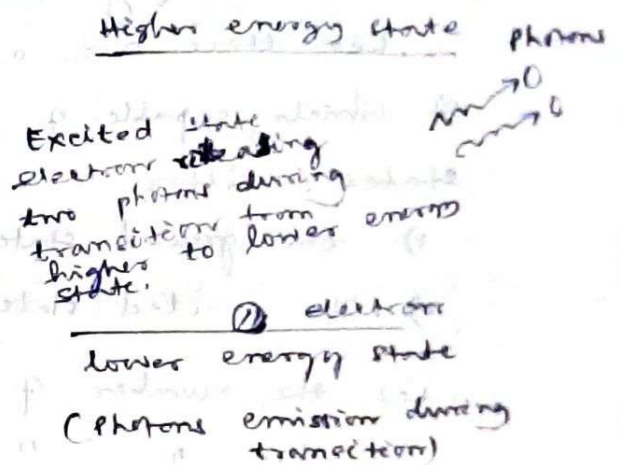 Higher energy state
Photons
Excited state
electron releasing
two photons during
transition from
higher to lower energy
state.
electron
lower energy state
(Photons emission during
transition)